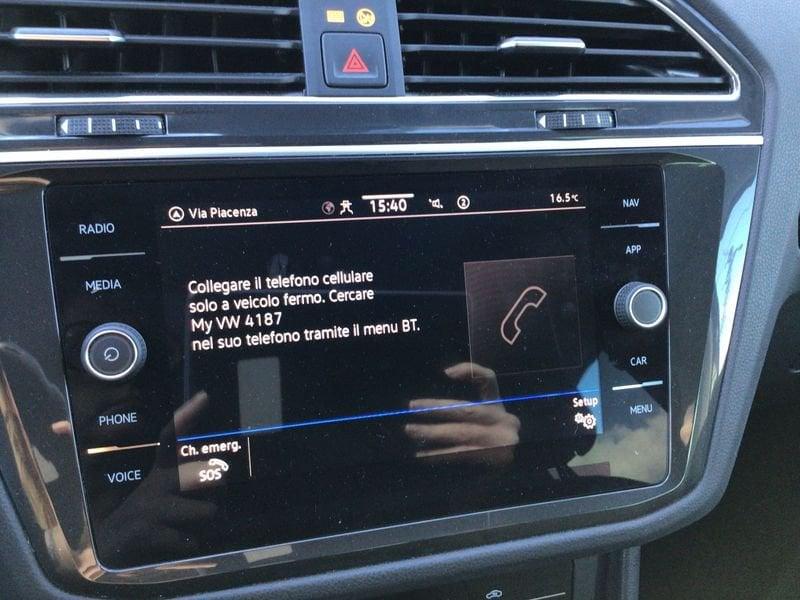 Via Piacenza 15:40 2 16.5°C
RADIO
MEDIA
PHONE
VOICE
Collegare il telefono cellulare
solo a veicolo fermo. Cercare
My VW 4187
nel suo telefono tramite il menu BT.
Ch. emerg.
SOS
Setup
NAV
APP
CAR
MENU